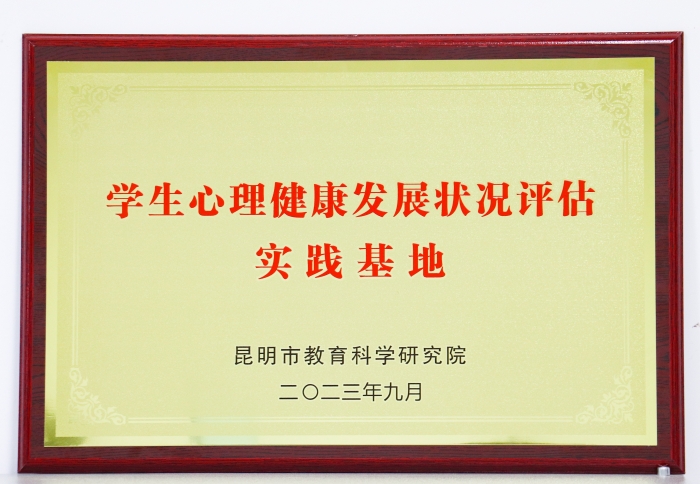 学生心理健康发展状况评估
实践基地
昆明市教育科学研究院
二〇二三年九月